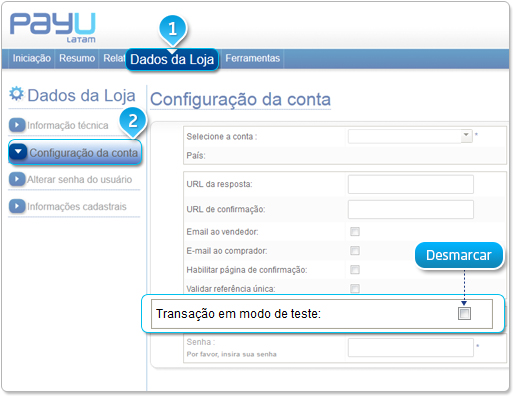 PayU
LATAM
1
Iniciação Resumo Relat Dados da Loja Ferramentas
Dados da Loja
Informação técnica
2
Configuração da conta
Alterar senha do usuário
Informações cadastrais
Configuração da conta
Selecione a conta : *
País:
URL da resposta:
URL de confirmação:
Email ao vendedor:
E-mail ao comprador:
Desmarcar
Habilitar página de confirmação:
Validar referência única:
Transação em modo de teste:
Senha : *
Por favor, insira sua senha